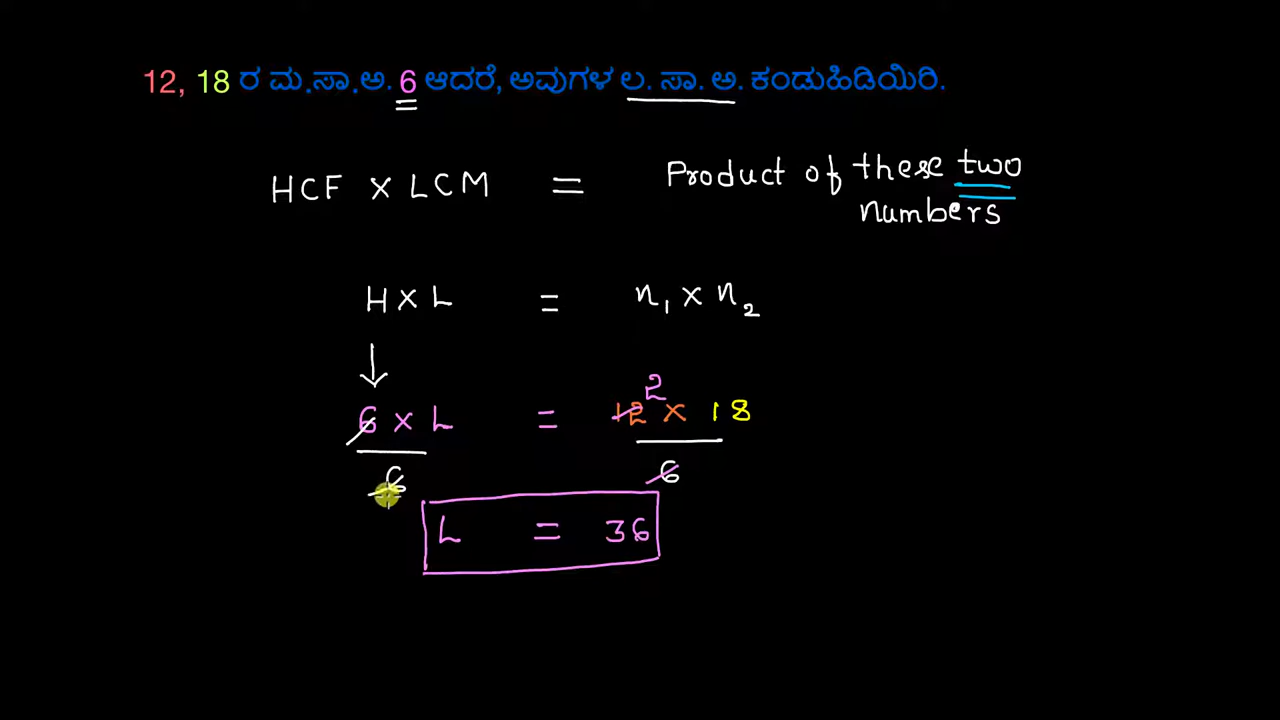 12, 18 ರ ಮ.ಸಾ.ಅ. 6 ಆದರೆ, ಅವುಗಳ ಲ. ಸಾ. ಅ. ಕಂಡುಹಿಡಿಯಿರಿ.
HCF x LCM = Product of these two
numbers
H x L = n₁ x n₂
2
6 x L = 12 x 18
6 6
L = 36